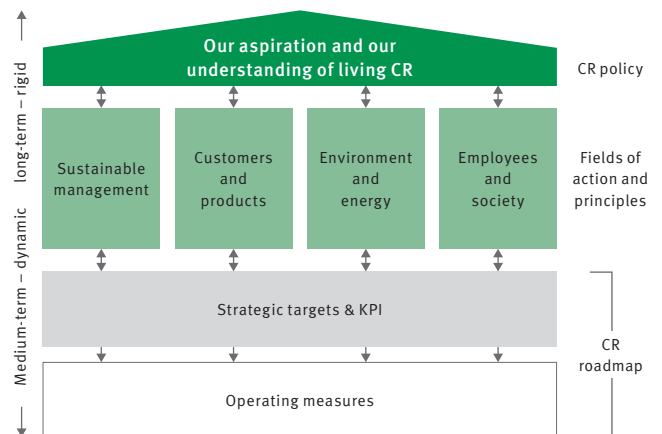 Our aspiration and our
understanding of living CR
CR policy
long-term – rigid
Sustainable
management
Customers
and
products
Environment
and
energy
Employees
and
society
Fields of
action and
principles
Medium-term – dynamic
Strategic targets & KPI
CR
roadmap
Operating measures